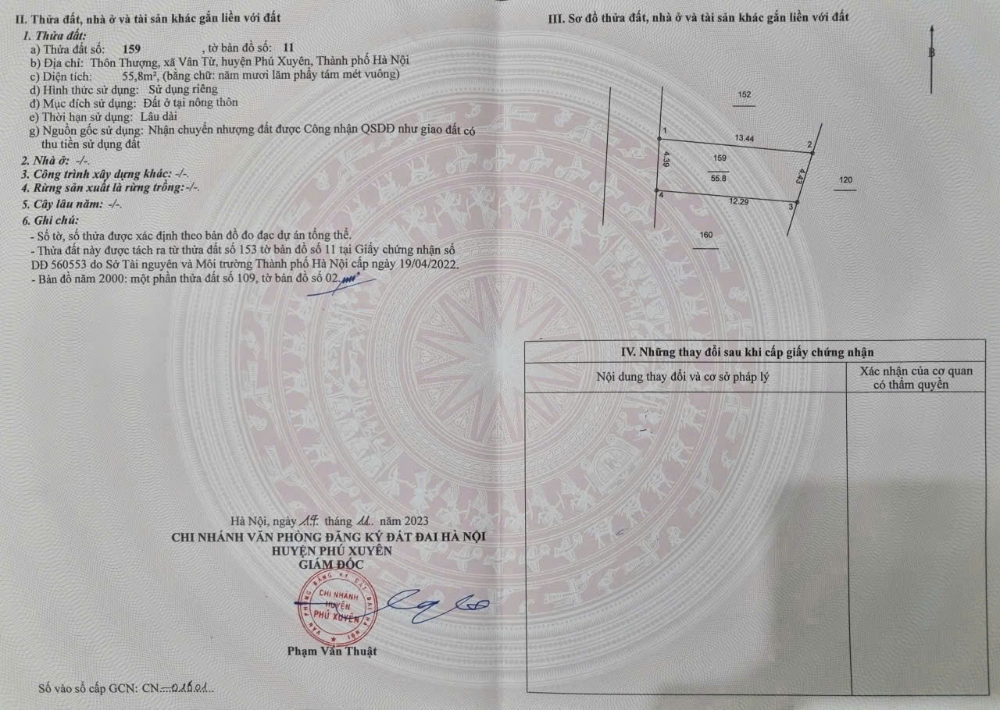 II. Thửa đất, nhà ở và tài sản khác gắn liền với đất
1. Thửa đất:
a) Thửa đất số: 159 , tờ bản đồ số: 11
b) Địa chỉ: Thôn Thượng, xã Vân Từ, huyện Phú Xuyên, Thành phố Hà Nội
c) Diện tích: 55,8m², (bằng chữ: năm mươi lăm phẩy tám mét vuông)
d) Hình thức sử dụng: Sử dụng riêng
đ) Mục đích sử dụng: Đất ở tại nông thôn
e) Thời hạn sử dụng: Lâu dài
g) Nguồn gốc sử dụng: Nhận chuyển nhượng đất được Công nhận QSDĐ như giao đất có
thu tiền sử dụng đất
2. Nhà ở: -/-.
3. Công trình xây dựng khác: -/-.
4. Rừng sản xuất là rừng trồng:-/-.
5. Cây lâu năm: -/-.
6. Ghi chú:
- Số tờ, số thửa được xác định theo bản đồ đo đạc dự án tổng thể.
- Thửa đất này được tách ra từ thửa đất số 153 tờ bản đồ số 11 tại Giấy chứng nhận số
DĐ 560553 do Sở Tài nguyên và Môi trường Thành phố Hà Nội cấp ngày 19/04/2022.
- Bản đồ năm 2000: một phần thửa đất số 109, tờ bản đồ số 02.
Hà Nội, ngày 17 tháng 11 năm 2023
CHI NHÁNH VĂN PHÒNG ĐĂNG KÝ ĐẤT ĐAI HÀ NỘI
HUYỆN PHÚ XUYÊN
GIÁM ĐỐC
VĂN PHÒNG ĐĂNG KÝ ĐẤT ĐAI HÀ NỘI
CHI NHÁNH
HUYỆN
PHÚ XUYÊN
Phạm Văn Thuật
Số vào sổ cấp GCN: CN 01601
III. Sơ đồ thửa đất, nhà ở và tài sản khác gắn liền với đất
B
152
1
13.44
2
4.39
159
55.8
4.43
120
4
12.29
3
160
IV. Những thay đổi sau khi cấp giấy chứng nhận
Nội dung thay đổi và cơ sở pháp lý
Xác nhận của cơ quan
có thẩm quyền